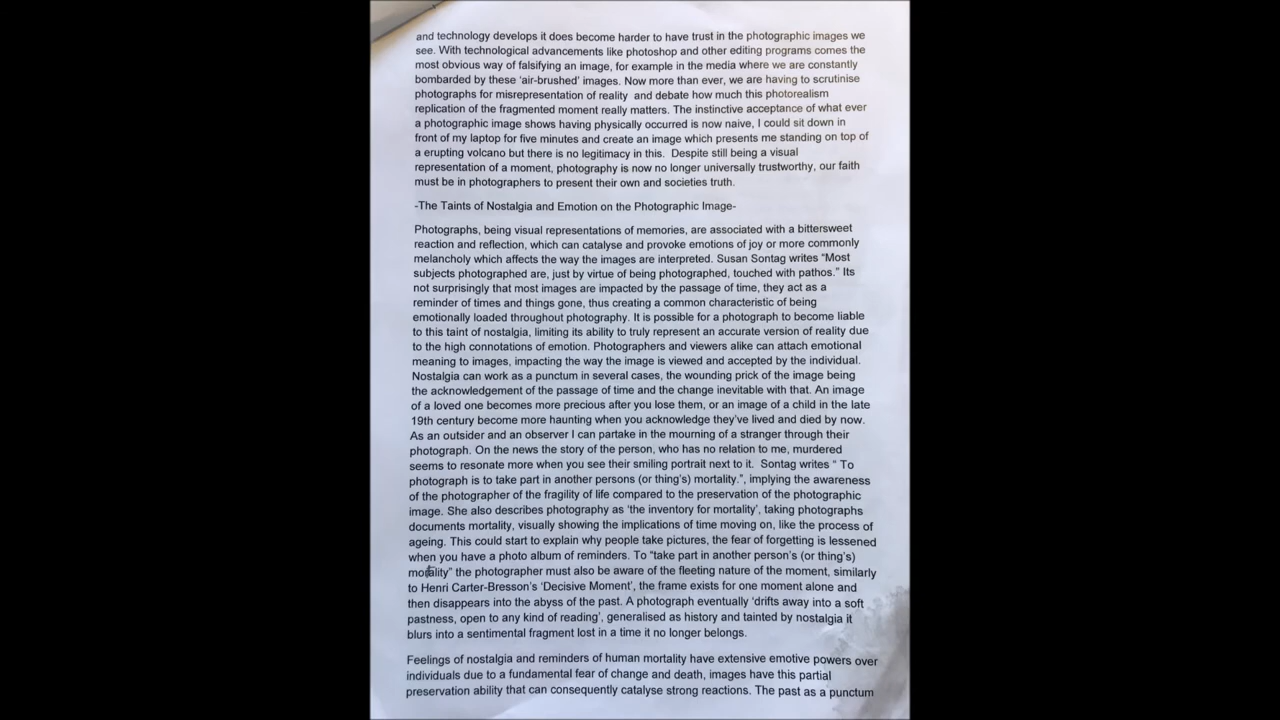 and technology develops it does become harder to have trust in the photographic images we
see. With technological advancements like photoshop and other editing programs comes the
most obvious way of falsifying an image, for example in the media where we are constantly
bombarded by these ‘air-brushed’ images. Now more than ever, we are having to scrutinise
photographs for misrepresentation of reality and debate how much this photorealism
replication of the fragmented moment really matters. The instinctive acceptance of what ever
a photographic image shows having physically occurred is now naive, I could sit down in
front of my laptop for five minutes and create an image which presents me standing on top of
a erupting volcano but there is no legitimacy in this. Despite still being a visual
representation of a moment, photography is now no longer universally trustworthy, our faith
must be in photographers to present their own and societies truth.
-The Taints of Nostalgia and Emotion on the Photographic Image-
Photographs, being visual representations of memories, are associated with a bittersweet
reaction and reflection, which can catalyse and provoke emotions of joy or more commonly
melancholy which affects the way the images are interpreted. Susan Sontag writes “Most
subjects photographed are, just by virtue of being photographed, touched with pathos.” Its
not surprisingly that most images are impacted by the passage of time, they act as a
reminder of times and things gone, thus creating a common characteristic of being
emotionally loaded throughout photography. It is possible for a photograph to become liable
to this taint of nostalgia, limiting its ability to truly represent an accurate version of reality due
to the high connotations of emotion. Photographers and viewers alike can attach emotional
meaning to images, impacting the way the image is viewed and accepted by the individual.
Nostalgia can work as a punctum in several cases, the wounding prick of the image being
the acknowledgement of the passage of time and the change inevitable with that. An image
of a loved one becomes more precious after you lose them, or an image of a child in the late
19th century become more haunting when you acknowledge they’ve lived and died by now.
As an outsider and an observer I can partake in the mourning of a stranger through their
photograph. On the news the story of the person, who has no relation to me, murdered
seems to resonate more when you see their smiling portrait next to it. Sontag writes “ To
photograph is to take part in another persons (or thing’s) mortality.”, implying the awareness
of the photographer of the fragility of life compared to the preservation of the photographic
image. She also describes photography as ‘the inventory for mortality’, taking photographs
documents mortality, visually showing the implications of time moving on, like the process of
ageing. This could start to explain why people take pictures, the fear of forgetting is lessened
when you have a photo album of reminders. To “take part in another person’s (or thing’s)
mortality” the photographer must also be aware of the fleeting nature of the moment, similarly
to Henri Carter-Bresson’s ‘Decisive Moment’, the frame exists for one moment alone and
then disappears into the abyss of the past. A photograph eventually ‘drifts away into a soft
pastness, open to any kind of reading’, generalised as history and tainted by nostalgia it
blurs into a sentimental fragment lost in a time it no longer belongs.
Feelings of nostalgia and reminders of human mortality have extensive emotive powers over
individuals due to a fundamental fear of change and death, images have this partial
preservation ability that can consequently catalyse strong reactions. The past as a punctum